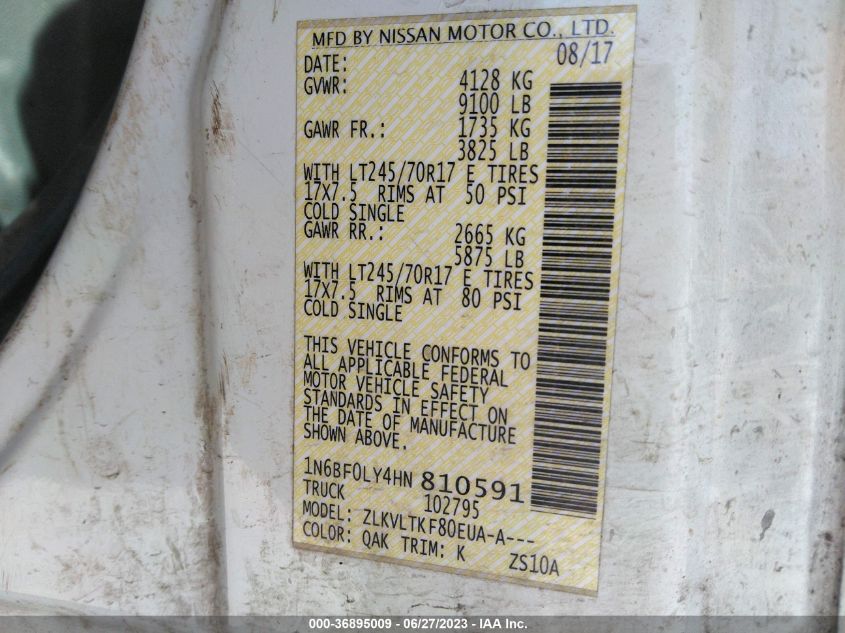 MFD BY NISSAN MOTOR CO., LTD.
DATE: 08/17
GVWR: 4128 KG
9100 LB
GAWR FR.: 1735 KG
3825 LB
WITH LT245/70R17 E TIRES
17X7.5 RIMS AT 50 PSI
COLD SINGLE
GAWR RR.: 2665 KG
5875 LB
WITH LT245/70R17 E TIRES
17X7.5 RIMS AT 80 PSI
COLD SINGLE
THIS VEHICLE CONFORMS TO
ALL APPLICABLE FEDERAL
MOTOR VEHICLE SAFETY
STANDARDS IN EFFECT ON
THE DATE OF MANUFACTURE
SHOWN ABOVE.
1N6BF0LY4HN 810591
TRUCK 102795
MODEL: ZLKVLTKF80EUA-A---
COLOR: QAK TRIM: K ZS10A
000-36895009 - 06/27/2023 - IAA Inc.